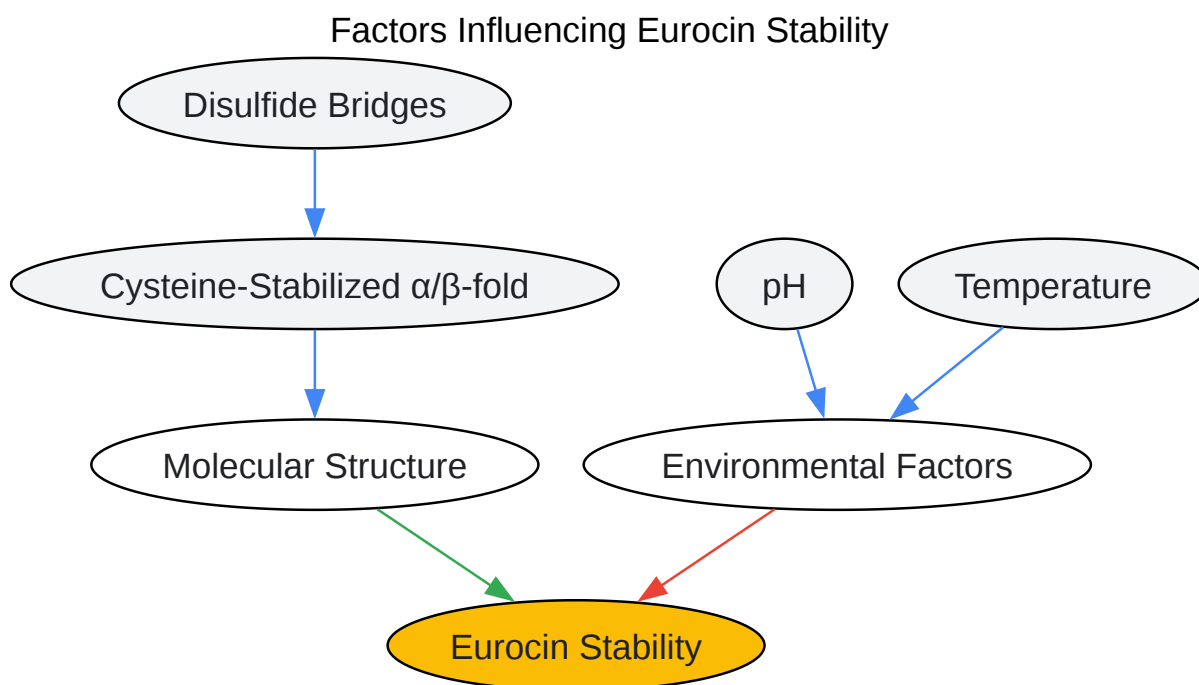 Factors Influencing Eurocin Stability
Disulfide Bridges
Cysteine-Stabilized α/β-fold
pH
Temperature
Molecular Structure
Environmental Factors
Eurocin Stability